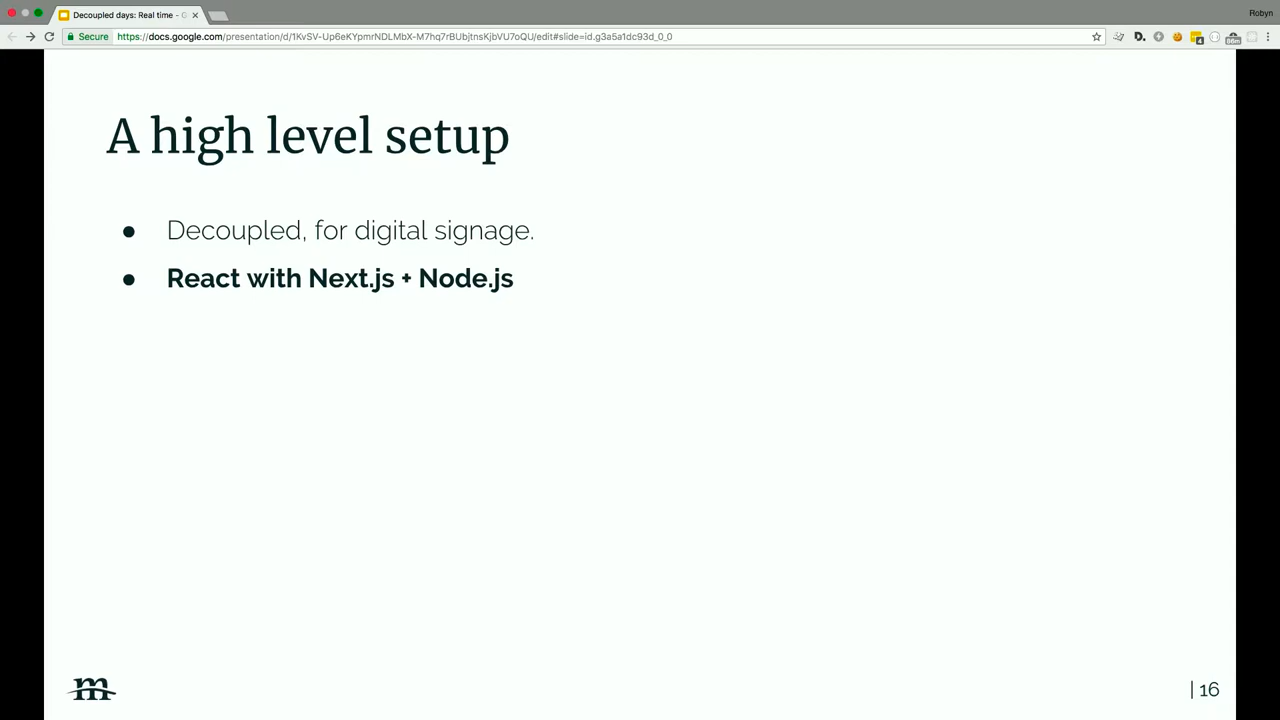 Decoupled days: Real time -
Robyn
Secure
https://docs.google.com/presentation/d/1KvSV-Up6eKYpmrNDLMbX-M7hq7rBUbjtnsKjbVU7oQU/edit#slide=id.g3a5a1dc93d_0_0
A high level setup
● Decoupled, for digital signage.
● React with Next.js + Node.js
m
| 16